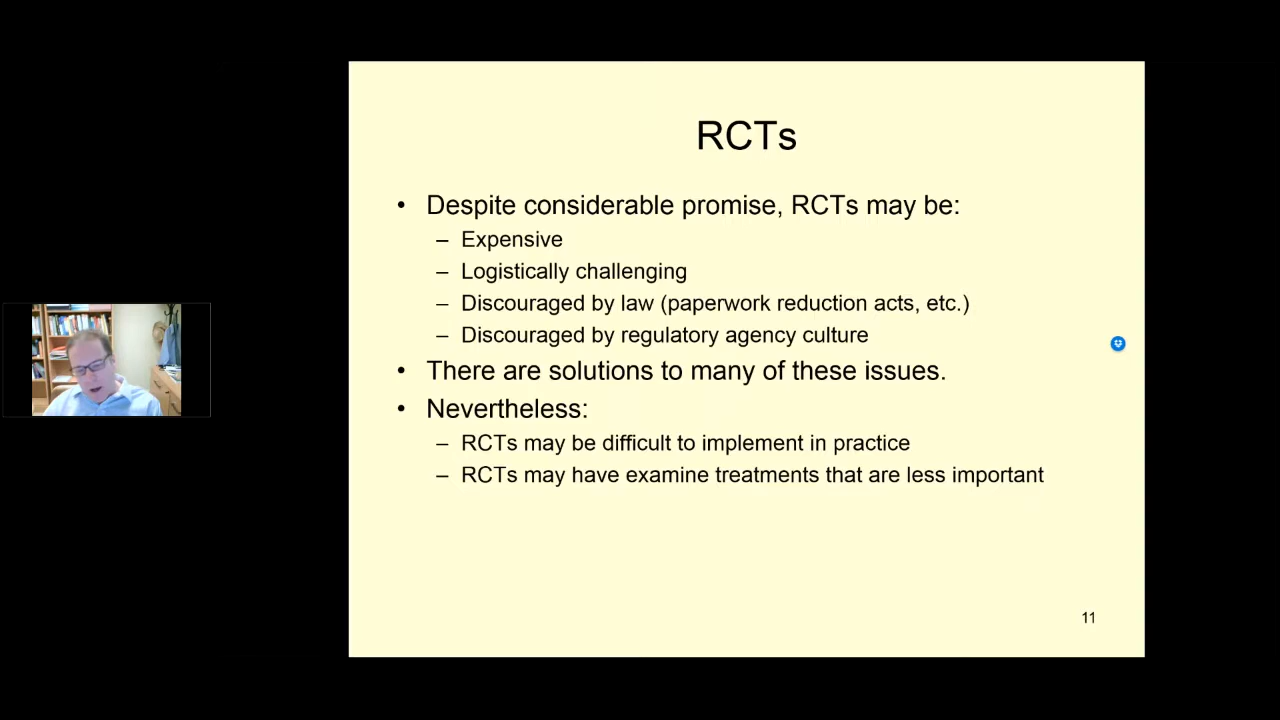 RCTs
• Despite considerable promise, RCTs may be:
– Expensive
– Logistically challenging
– Discouraged by law (paperwork reduction acts, etc.)
– Discouraged by regulatory agency culture
• There are solutions to many of these issues.
• Nevertheless:
– RCTs may be difficult to implement in practice
– RCTs may have examine treatments that are less important
11